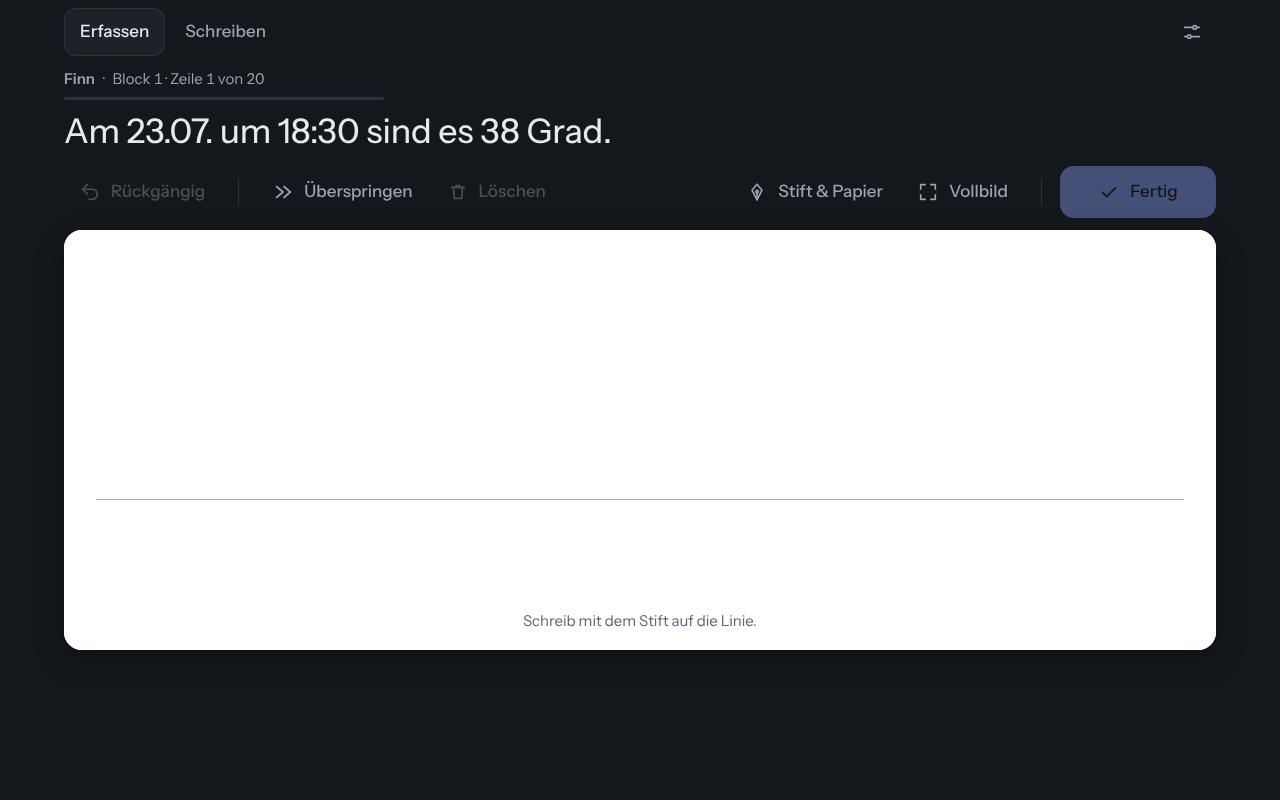 Erfassen Schreiben
Finn · Block 1 · Zeile 1 von 20
Am 23.07. um 18:30 sind es 38 Grad.
Rückgängig Überspringen Löschen Stift & Papier Vollbild Fertig
Schreib mit dem Stift auf die Linie.